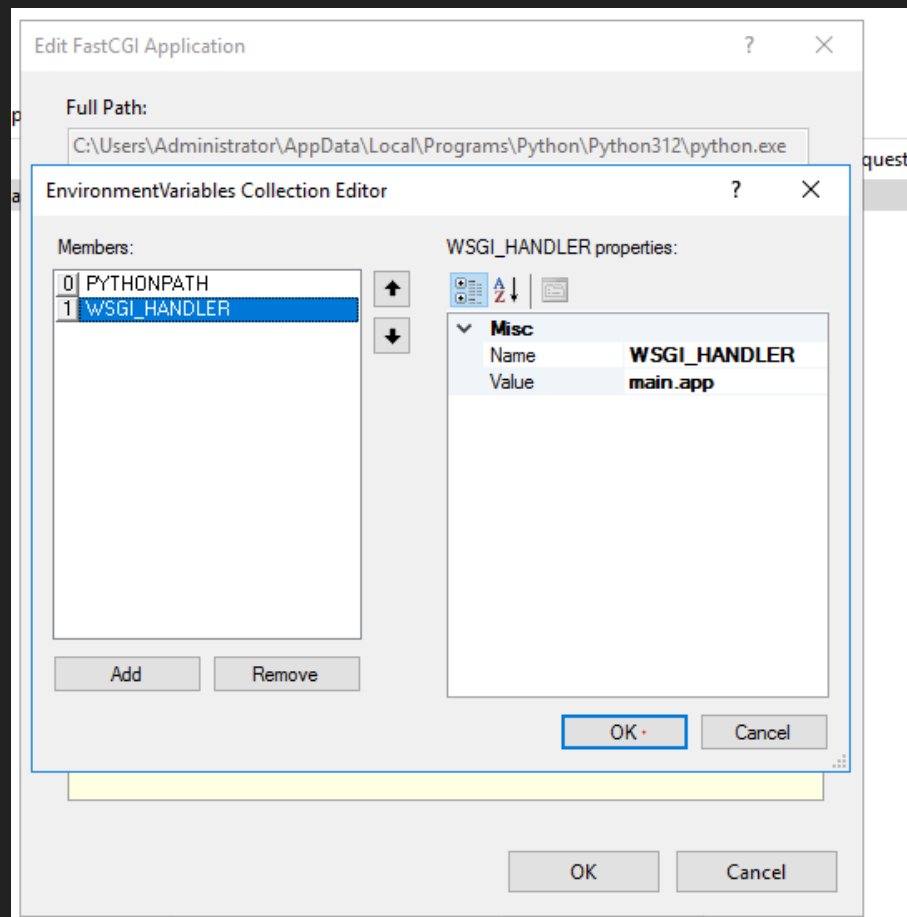 Edit FastCGI Application ?
Full Path:
C:\Users\Administrator\AppData\Local\Programs\Python\Python312\python.exe
quest
EnvironmentVariables Collection Editor ?
Members:
WSGI_HANDLER properties:
0 PYTHONPATH
1 WSGI_HANDLER
Misc
Name WSGI_HANDLER
Value main.app
Add Remove
OK Cancel
OK Cancel